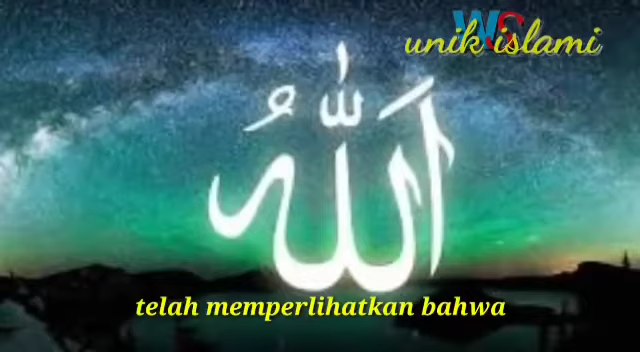 unik islami
الله
telah memperlihatkan bahwa